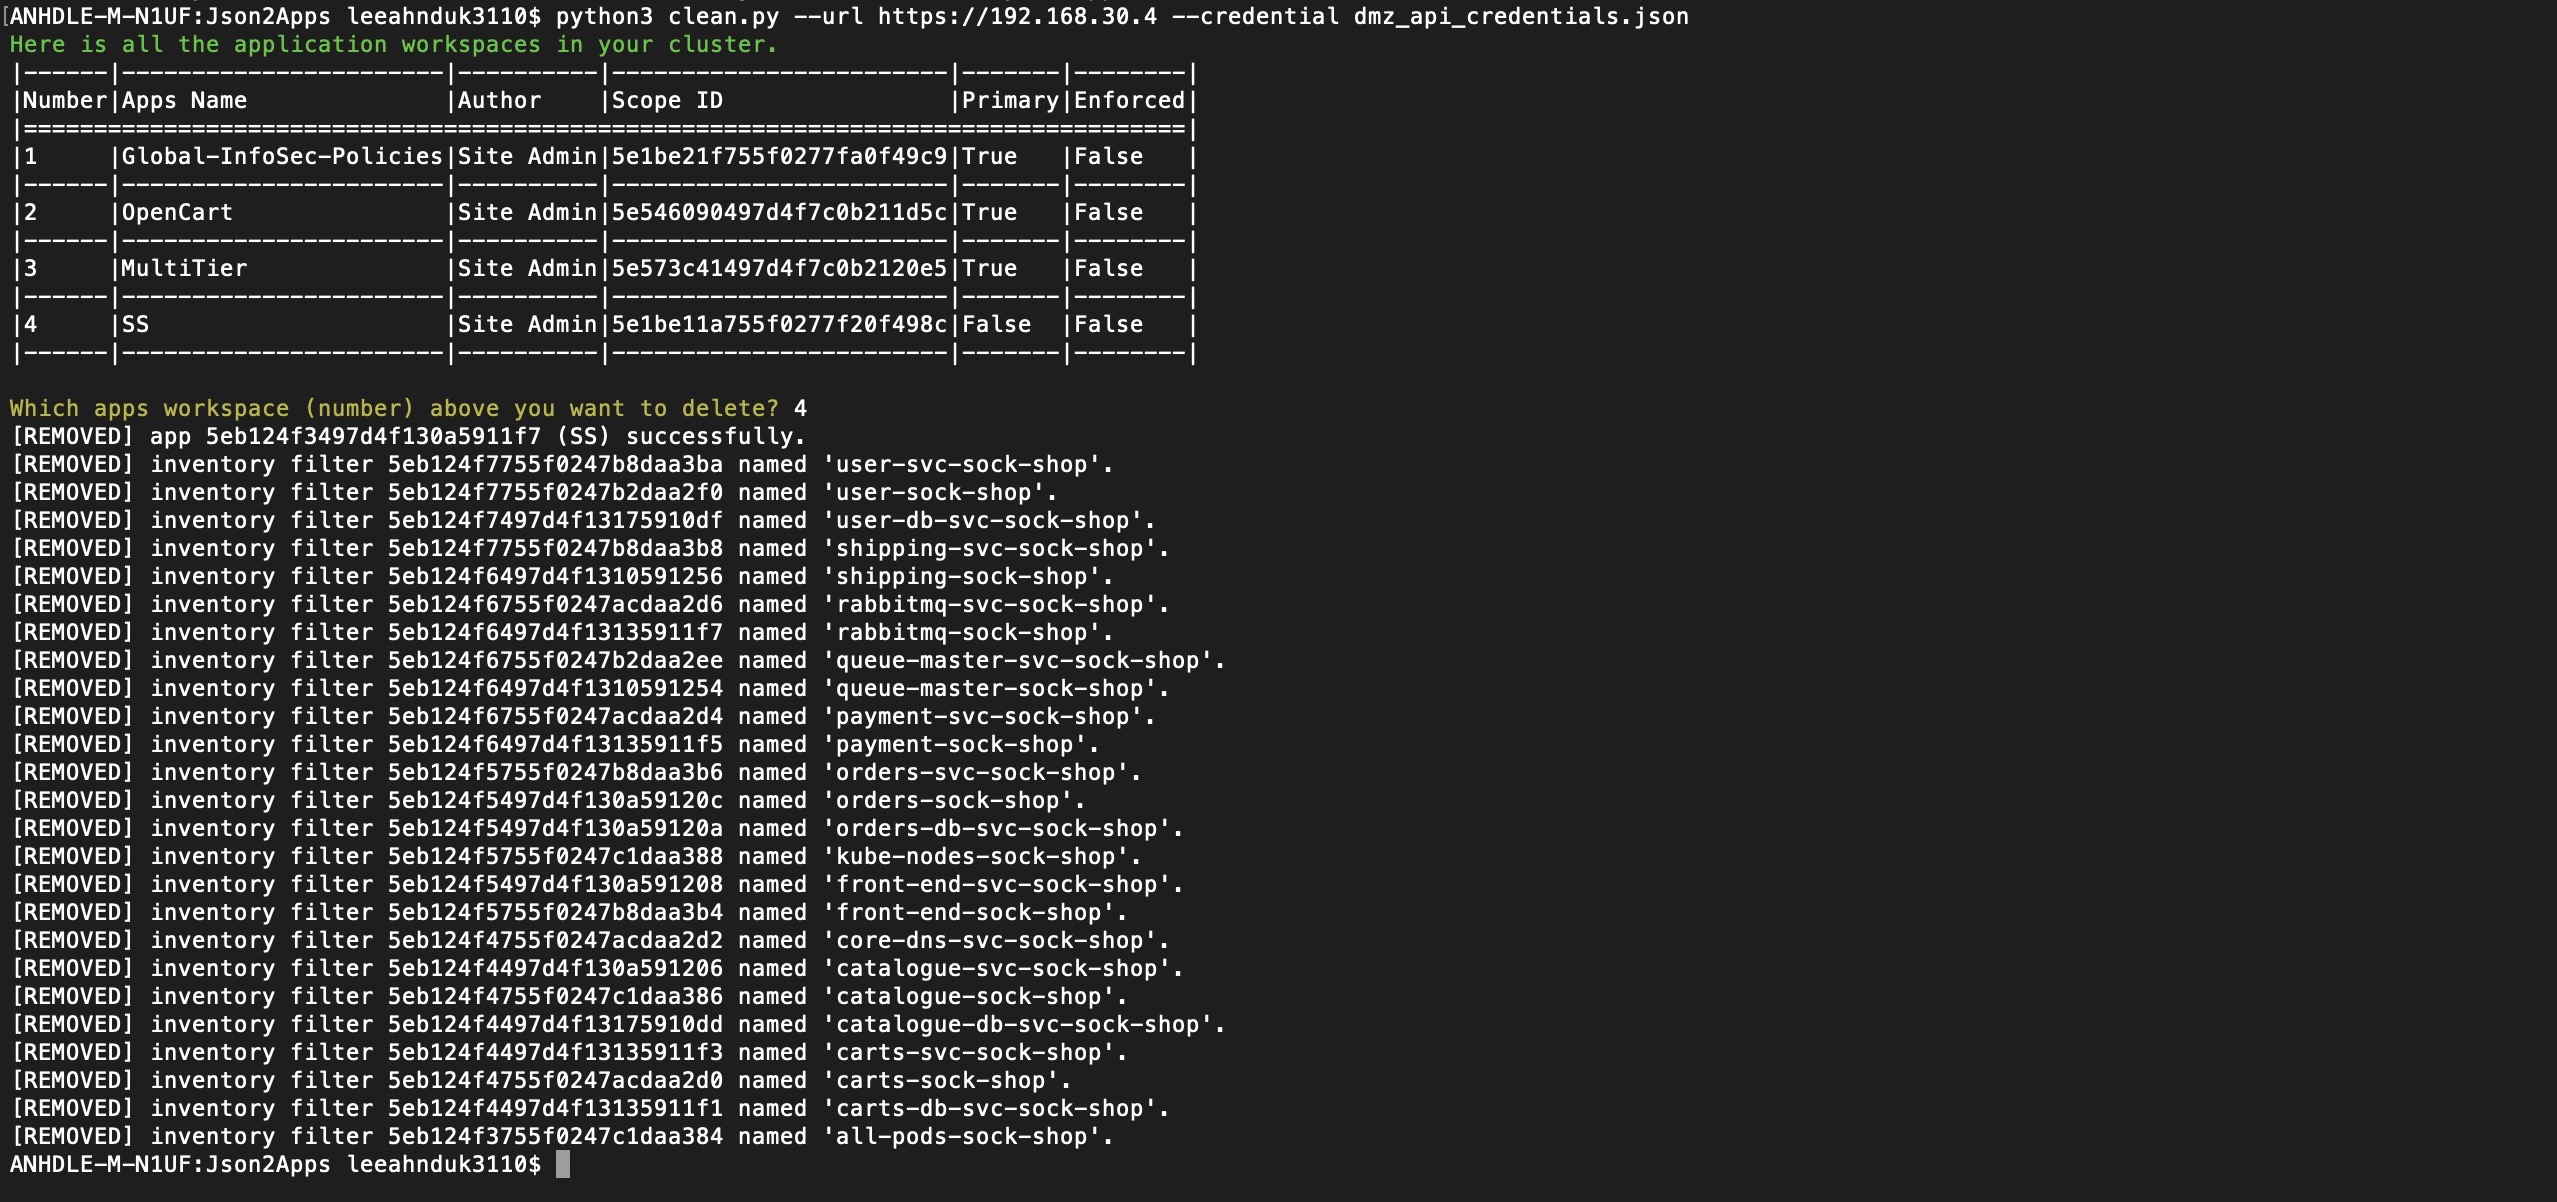 [ANHDLE-M-N1UF:Json2Apps leeahnduk3110$ python3 clean.py --url https://192.168.30.4 --credential dmz_api_credentials.json
Here is all the application workspaces in your cluster.
|------|-----------------------|----------|------------------------|-------|--------|
|Number|Apps Name              |Author    |Scope ID                |Primary|Enforced|
|===================================================================================|
|1     |Global-InfoSec-Policies|Site Admin|5e1be21f755f0277fa0f49c9|True   |False   |
|------|-----------------------|----------|------------------------|-------|--------|
|2     |OpenCart               |Site Admin|5e546090497d4f7c0b211d5c|True   |False   |
|------|-----------------------|----------|------------------------|-------|--------|
|3     |MultiTier              |Site Admin|5e573c41497d4f7c0b2120e5|True   |False   |
|------|-----------------------|----------|------------------------|-------|--------|
|4     |SS                     |Site Admin|5e1be11a755f0277f20f498c|False  |False   |
|------|-----------------------|----------|------------------------|-------|--------|
Which apps workspace (number) above you want to delete? 4
[REMOVED] app 5eb124f3497d4f130a5911f7 (SS) successfully.
[REMOVED] inventory filter 5eb124f7755f0247b8daa3ba named 'user-svc-sock-shop'.
[REMOVED] inventory filter 5eb124f7755f0247b2daa2f0 named 'user-sock-shop'.
[REMOVED] inventory filter 5eb124f7497d4f13175910df named 'user-db-svc-sock-shop'.
[REMOVED] inventory filter 5eb124f7755f0247b8daa3b8 named 'shipping-svc-sock-shop'.
[REMOVED] inventory filter 5eb124f6497d4f1310591256 named 'shipping-sock-shop'.
[REMOVED] inventory filter 5eb124f6755f0247acdaa2d6 named 'rabbitmq-svc-sock-shop'.
[REMOVED] inventory filter 5eb124f6497d4f13135911f7 named 'rabbitmq-sock-shop'.
[REMOVED] inventory filter 5eb124f6755f0247b2daa2ee named 'queue-master-svc-sock-shop'.
[REMOVED] inventory filter 5eb124f6497d4f1310591254 named 'queue-master-sock-shop'.
[REMOVED] inventory filter 5eb124f6755f0247acdaa2d4 named 'payment-svc-sock-shop'.
[REMOVED] inventory filter 5eb124f6497d4f13135911f5 named 'payment-sock-shop'.
[REMOVED] inventory filter 5eb124f5755f0247b8daa3b6 named 'orders-svc-sock-shop'.
[REMOVED] inventory filter 5eb124f5497d4f130a59120c named 'orders-sock-shop'.
[REMOVED] inventory filter 5eb124f5497d4f130a59120a named 'orders-db-svc-sock-shop'.
[REMOVED] inventory filter 5eb124f5755f0247c1daa388 named 'kube-nodes-sock-shop'.
[REMOVED] inventory filter 5eb124f5497d4f130a591208 named 'front-end-svc-sock-shop'.
[REMOVED] inventory filter 5eb124f5755f0247b8daa3b4 named 'front-end-sock-shop'.
[REMOVED] inventory filter 5eb124f4755f0247acdaa2d2 named 'core-dns-svc-sock-shop'.
[REMOVED] inventory filter 5eb124f4497d4f130a591206 named 'catalogue-svc-sock-shop'.
[REMOVED] inventory filter 5eb124f4755f0247c1daa386 named 'catalogue-sock-shop'.
[REMOVED] inventory filter 5eb124f4497d4f13175910dd named 'catalogue-db-svc-sock-shop'.
[REMOVED] inventory filter 5eb124f4497d4f13135911f3 named 'carts-svc-sock-shop'.
[REMOVED] inventory filter 5eb124f4755f0247acdaa2d0 named 'carts-sock-shop'.
[REMOVED] inventory filter 5eb124f4497d4f13135911f1 named 'carts-db-svc-sock-shop'.
[REMOVED] inventory filter 5eb124f3755f0247c1daa384 named 'all-pods-sock-shop'.
ANHDLE-M-N1UF:Json2Apps leeahnduk3110$